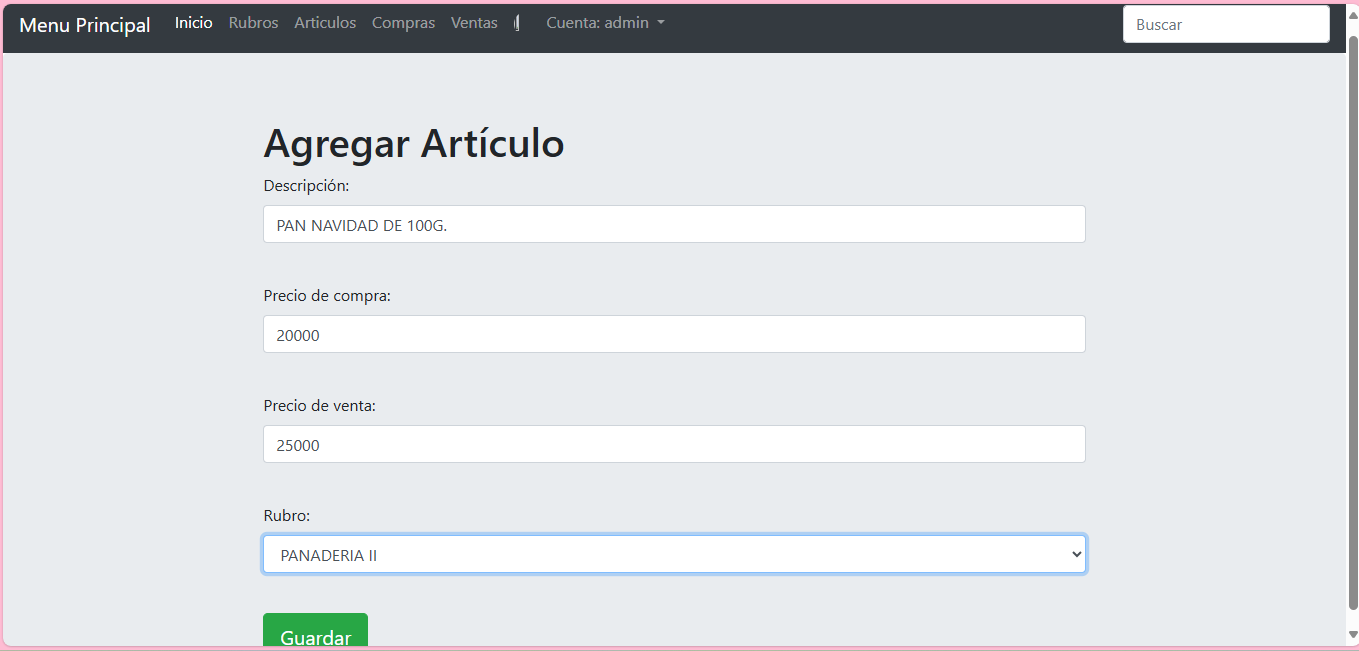 Menu Principal Inicio Rubros Articulos Compras Ventas Cuenta: admin Buscar
Agregar Artículo
Descripción:
PAN NAVIDAD DE 100G.
Precio de compra:
20000
Precio de venta:
25000
Rubro:
PANADERIA II
Guardar